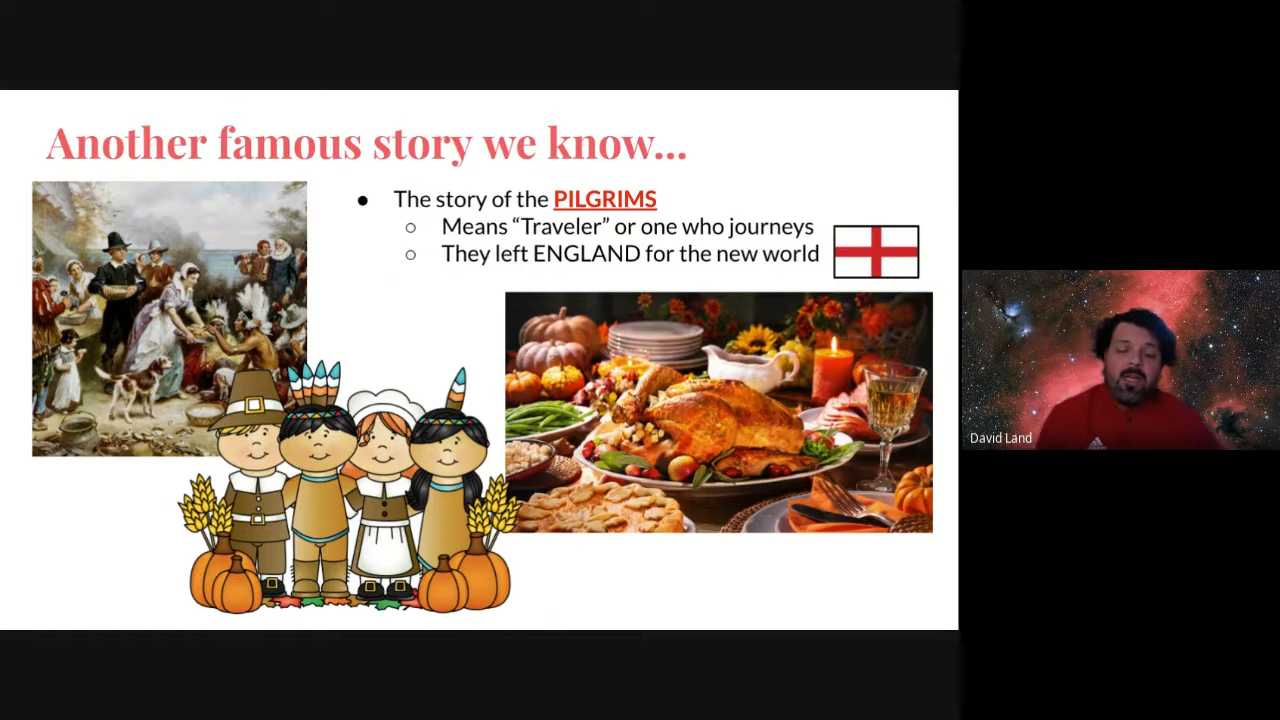 Another famous story we know...
● The story of the PILGRIMS
○ Means “Traveler” or one who journeys
○ They left ENGLAND for the new world
David Land